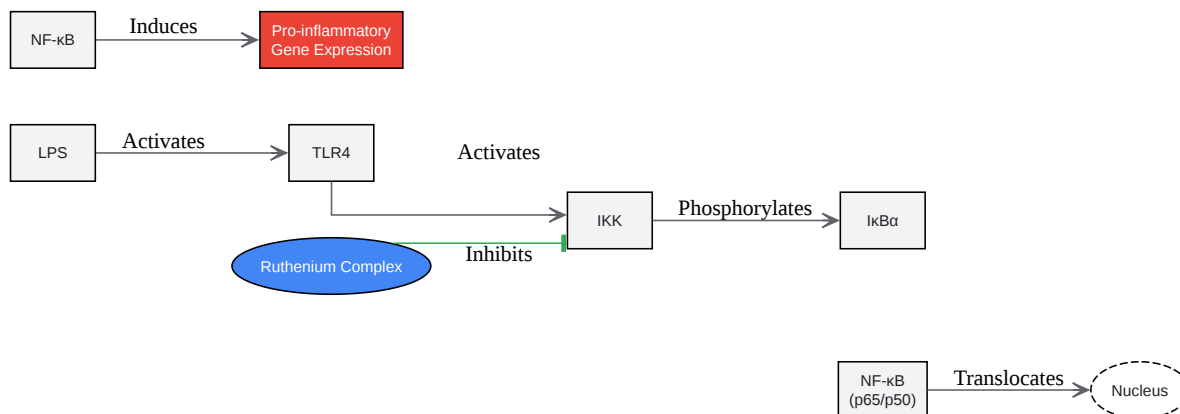 NF-κB
Induces
Pro-inflammatory
Gene Expression
LPS
Activates
TLR4
Activates
IKK
Phosphorylates
IκBα
Ruthenium Complex
Inhibits
NF-κB
(p65/p50)
Translocates
Nucleus